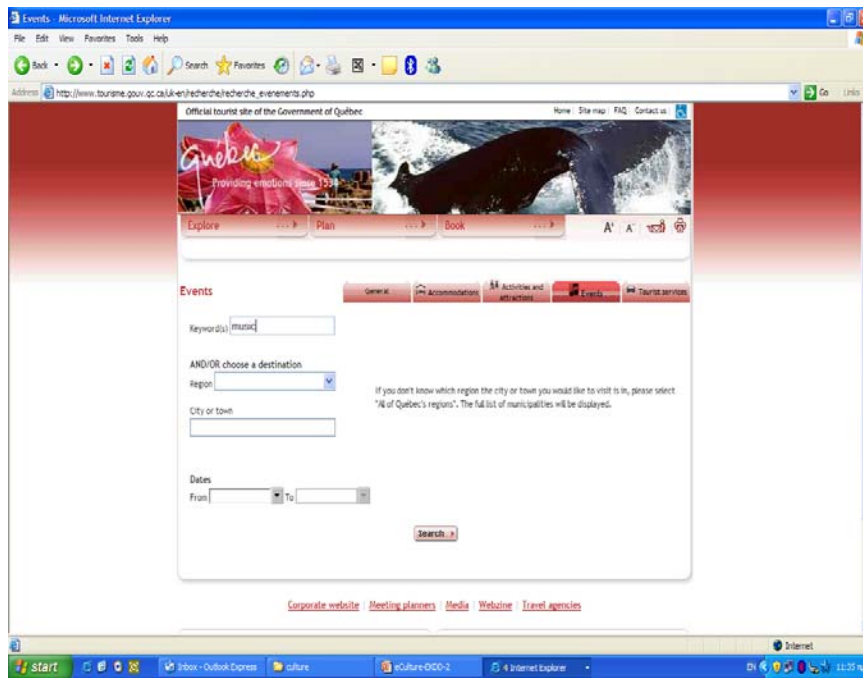 Events - Microsoft Internet Explorer
File Edit View Favorites Tools Help
Back Search Favorites
Address http://www.tourisme.gouv.qc.ca/uk-en/recherche/recherche_evenements.php Go Links
Official tourist site of the Government of Québec Home Site map FAQ Contact us
Québec
Providing emotions since 1534
Explore Plan Book A+ A-
Events General Accommodations Activities and attractions Events Tourist services
Keyword(s) music
AND/OR choose a destination
Region
If you don't know which region the city or town you would like to visit is in, please select
"All of Québec's regions". The full list of municipalities will be displayed.
City or town
Dates
From To
Search
Corporate website | Meeting planners | Media | Webzine | Travel agencies
Internet
start Inbox - Outlook Express culture eCulture-DICO-2 4 Internet Explorer EN 11:35